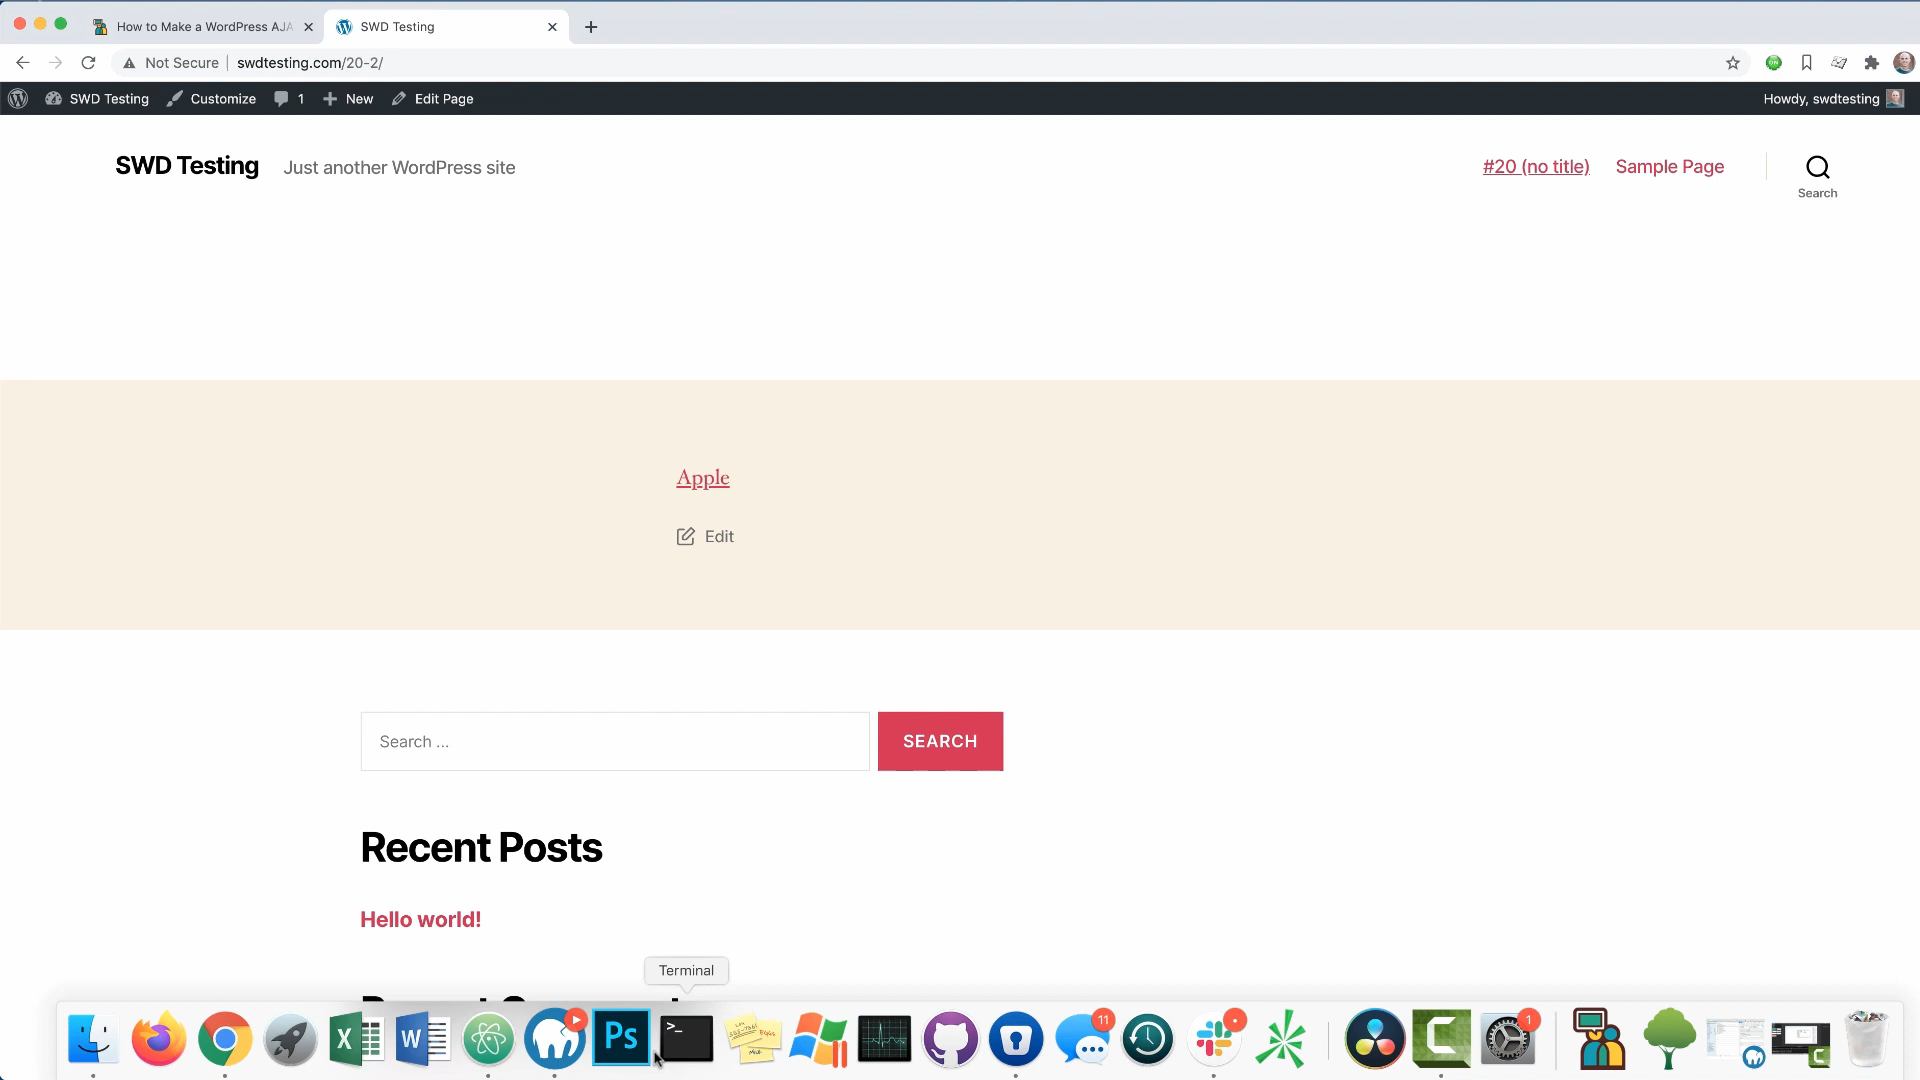 How to Make a WordPress AJA
SWD Testing
Not Secure
swdtesting.com/20-2/
SWD Testing
Customize
1
New
Edit Page
Howdy, swdtesting
SWD Testing
Just another WordPress site
#20 (no title)
Sample Page
Search
Apple
Edit
Search ...
SEARCH
Recent Posts
Hello world!
Terminal
Ps
>_
11
1